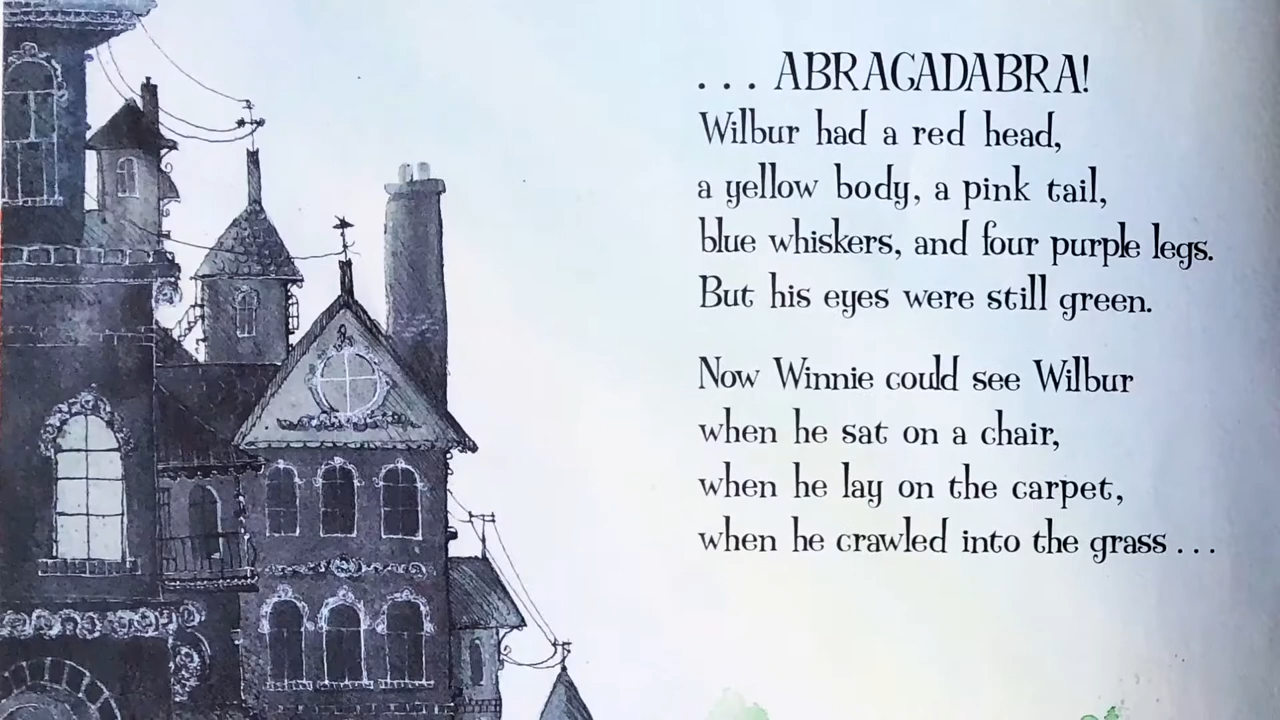 . . . ABRACADABRA!
Wilbur had a red head,
a yellow body, a pink tail,
blue whiskers, and four purple legs.
But his eyes were still green.
Now Winnie could see Wilbur
when he sat on a chair,
when he lay on the carpet,
when he crawled into the grass . . .